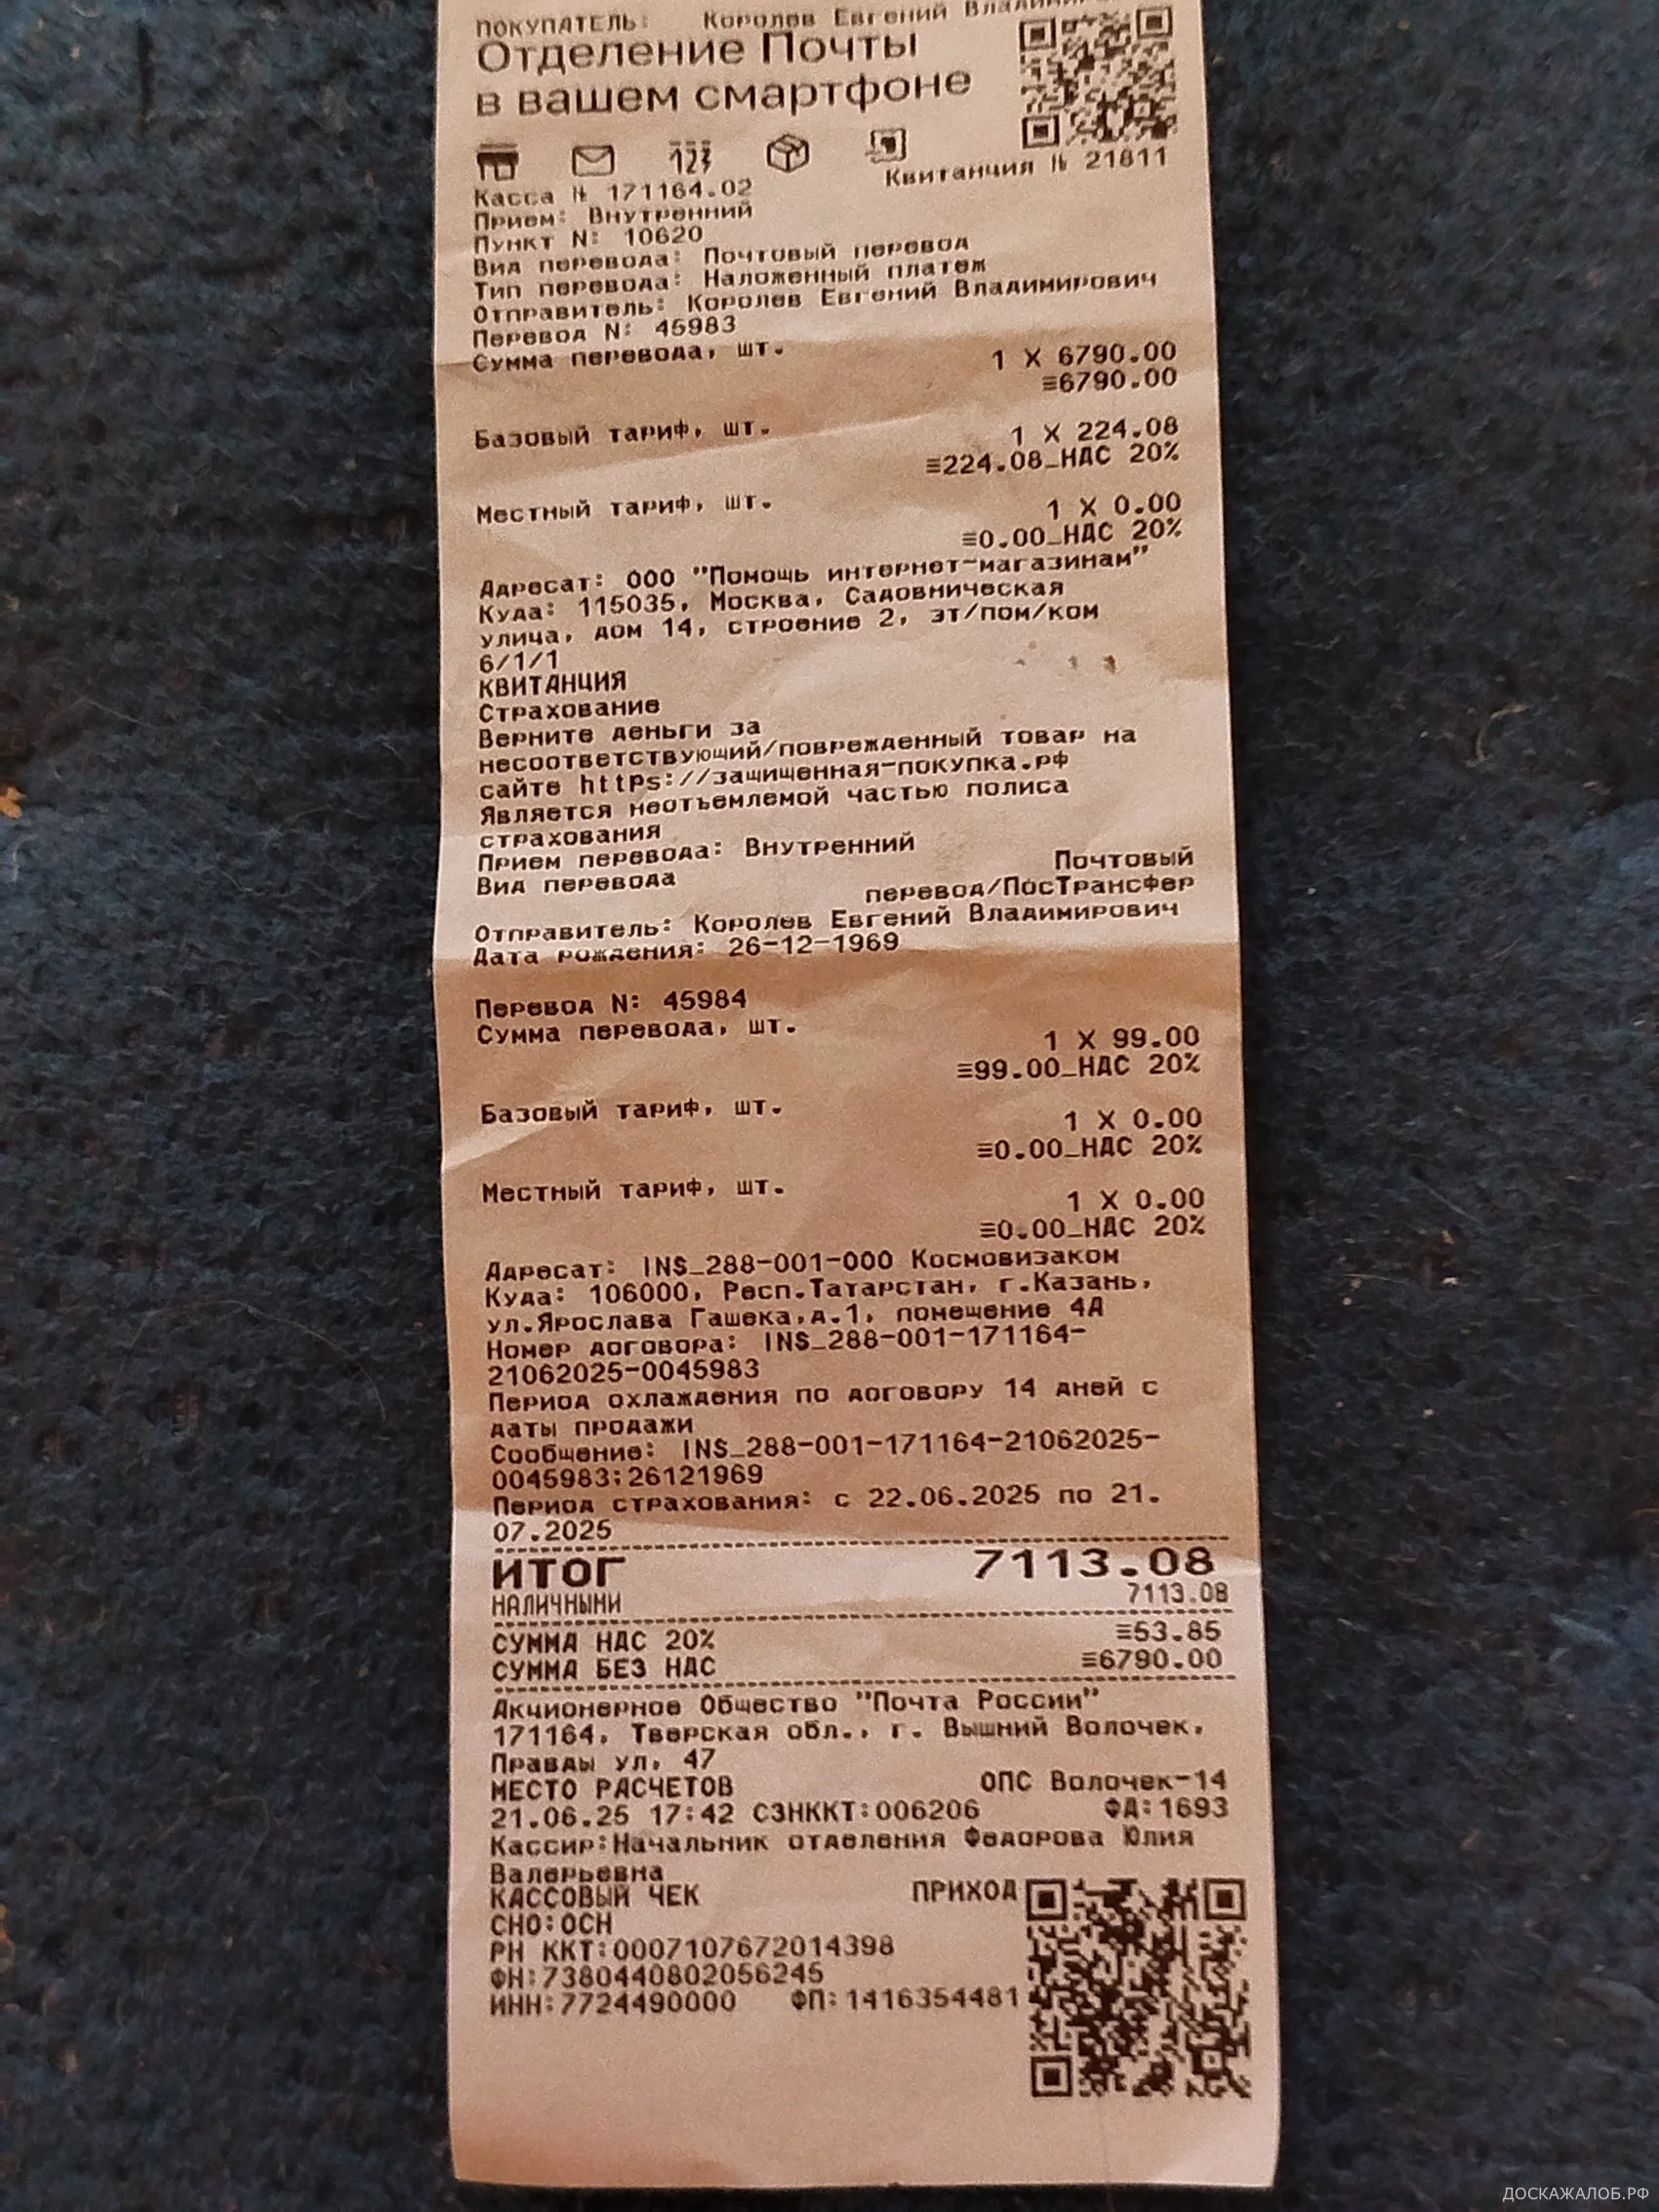 ПОКУПАТЕЛЬ: Королев Евгений
Отделение Почты
в вашем смартфоне
Квитанция № 21811
Касса № 171164.02
Прием: Внутренний
Пункт N: 10620
Вид перевода: Почтовый перевод
Тип перевода: Наложенный платеж
Отправитель: Королев Евгений Владимирович
Перевод N: 45983
Сумма перевода, шт.
1 X 6790.00
≡6790.00
Базовый тариф, шт.
1 X 224.08
≡224.08_НДС 20%
Местный тариф, шт.
1 X 0.00
≡0.00_НДС 20%
Адресат: ООО "Помощь интернет-магазинам"
Куда: 115035, Москва, Садовническая
улица, дом 14, строение 2, эт/пом/ком
6/1/1
КВИТАНЦИЯ
Страхование
Верните деньги за
несоответствующий/поврежденный товар на
сайте https://защищенная-покупка.рф
Является неотъемлемой частью полиса
страхования
Прием перевода: Внутренний
Вид перевода Почтовый
перевод/ПосТрансфер
Отправитель: Королев Евгений Владимирович
Дата рождения: 26-12-1969
Перевод N: 45984
Сумма перевода, шт.
1 X 99.00
≡99.00_НДС 20%
Базовый тариф, шт.
1 X 0.00
≡0.00_НДС 20%
Местный тариф, шт.
1 X 0.00
≡0.00_НДС 20%
Адресат: INS_288-001-000 Космовизаком
Куда: 106000, Респ.Татарстан, г.Казань,
ул.Ярослава Гашека,д.1, помещение 4А
Номер договора: INS_288-001-171164-
21062025-0045983
Период охлаждения по договору 14 дней с
даты продажи
Сообщение: INS_288-001-171164-21062025-
0045983;26121969
Период страхования: с 22.06.2025 по 21.
07.2025
ИТОГ 7113.08
НАЛИЧНЫМИ 7113.08
СУММА НДС 20% ≡53.85
СУММА БЕЗ НДС ≡6790.00
Акционерное Общество "Почта России"
171164, Тверская обл., г. Вышний Волочек,
Правды ул, 47
МЕСТО РАСЧЕТОВ ОПС Волочек-14
21.06.25 17:42 СЗНККТ:006206 ФД:1693
Кассир:Начальник отделения Федорова Юлия
Валерьевна
КАССОВЫЙ ЧЕК ПРИХОД
СНО:ОСН
РН ККТ:0007107672014398
ФН:7380440802056245
ИНН:7724490000 ФП:1416354481
ДОСКАЖАЛОБ.РФ